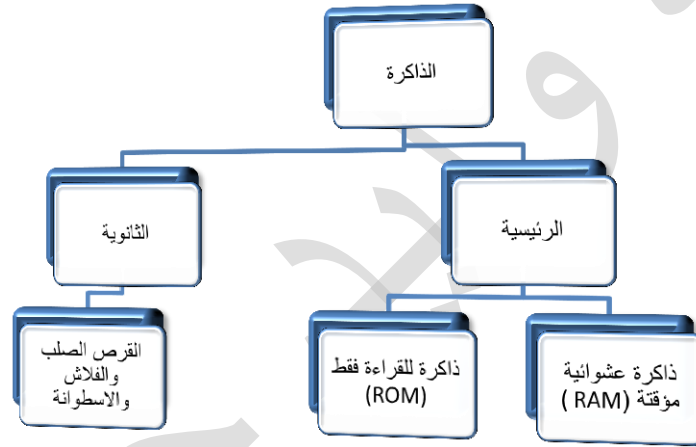 الذاكرة
الرئيسية
الثانوية
ذاكرة عشوائية
مؤقتة (RAM )
ذاكرة للقراءة فقط
(ROM)
القرص الصلب
والفلاش
والاسطوانة